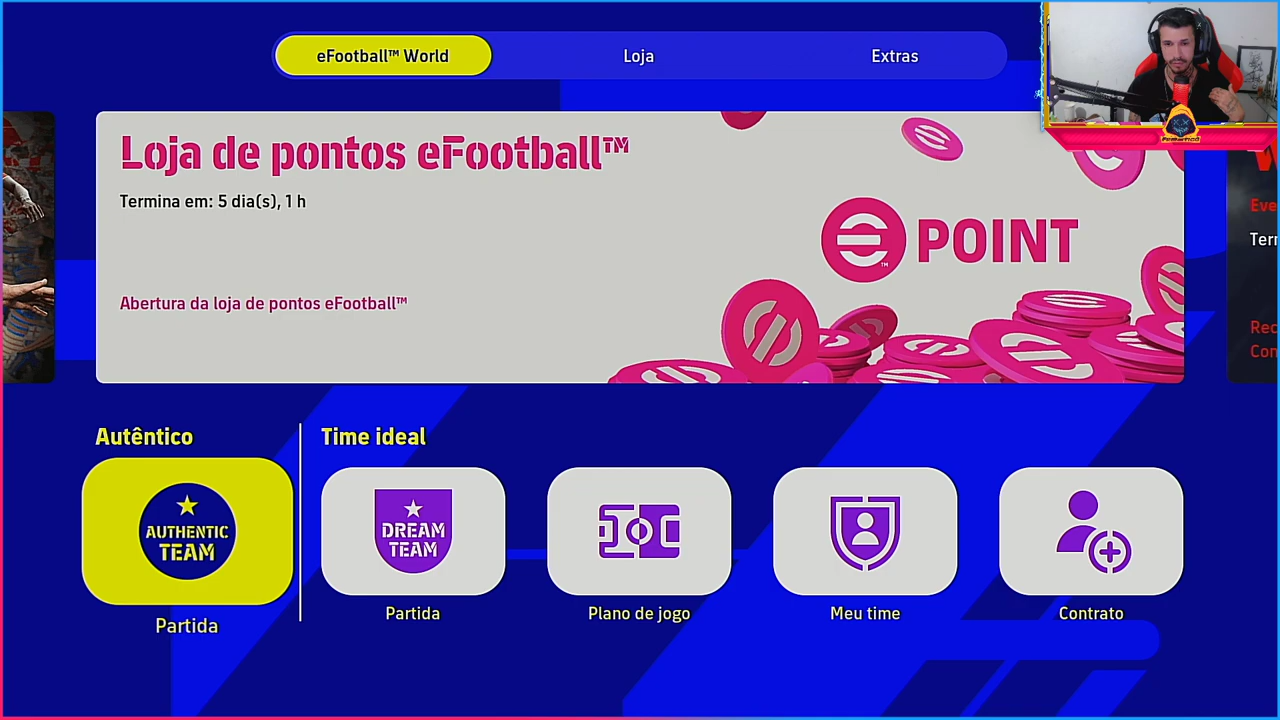 eFootball™ World
Loja
Extras
Loja de pontos eFootball™
Termina em: 5 dia(s), 1 h
POINT
Abertura da loja de pontos eFootball™
Eve
Ter
Rec
Con
Autêntico
Time ideal
AUTHENTIC
TEAM
DREAM
TEAM
Partida
Partida
Plano de jogo
Meu time
Contrato